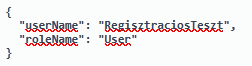 {
"userName": "RegisztraciosTeszt",
"roleName": "User"
}